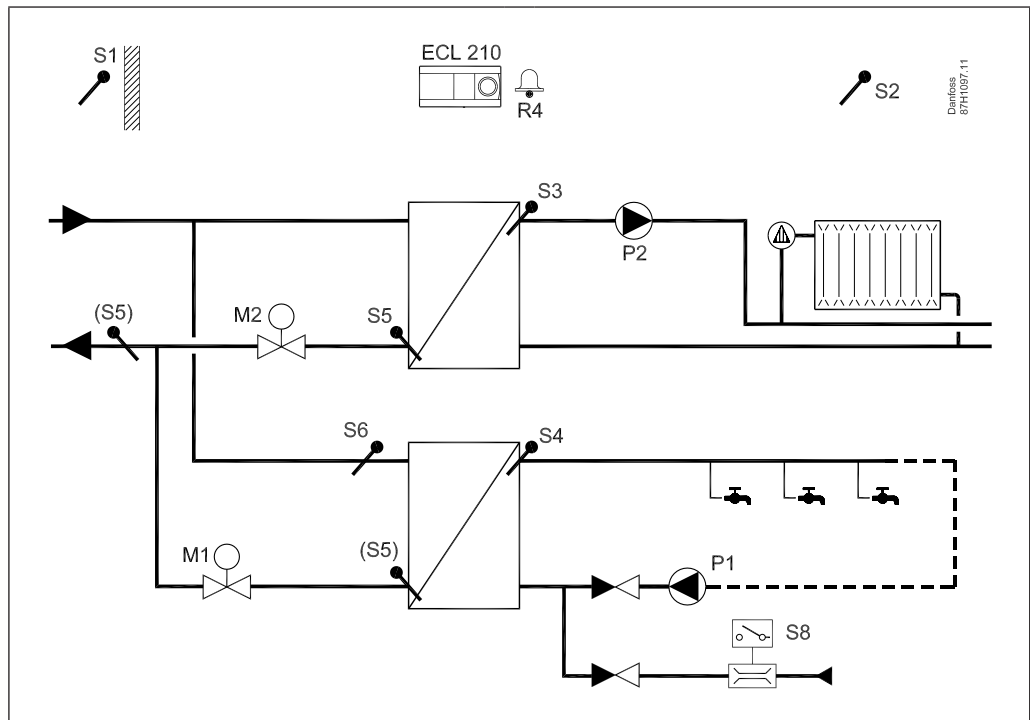 S1
ECL 210
R4
S2
Danfoss
87H1097.11
S3
P2
(S5)
M2
S5
S6
S4
M1
(S5)
P1
S8